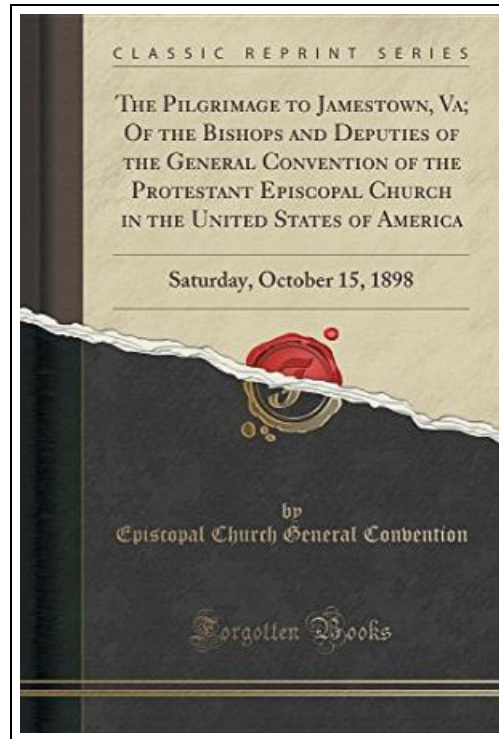 CLASSIC REPRINT SERIES
THE PILGRIMAGE TO JAMESTOWN, VA;
OF THE BISHOPS AND DEPUTIES OF
THE GENERAL CONVENTION OF THE
PROTESTANT EPISCOPAL CHURCH
IN THE UNITED STATES OF AMERICA
Saturday, October 15, 1898
by
Episcopal Church General Convention
Forgotten Books